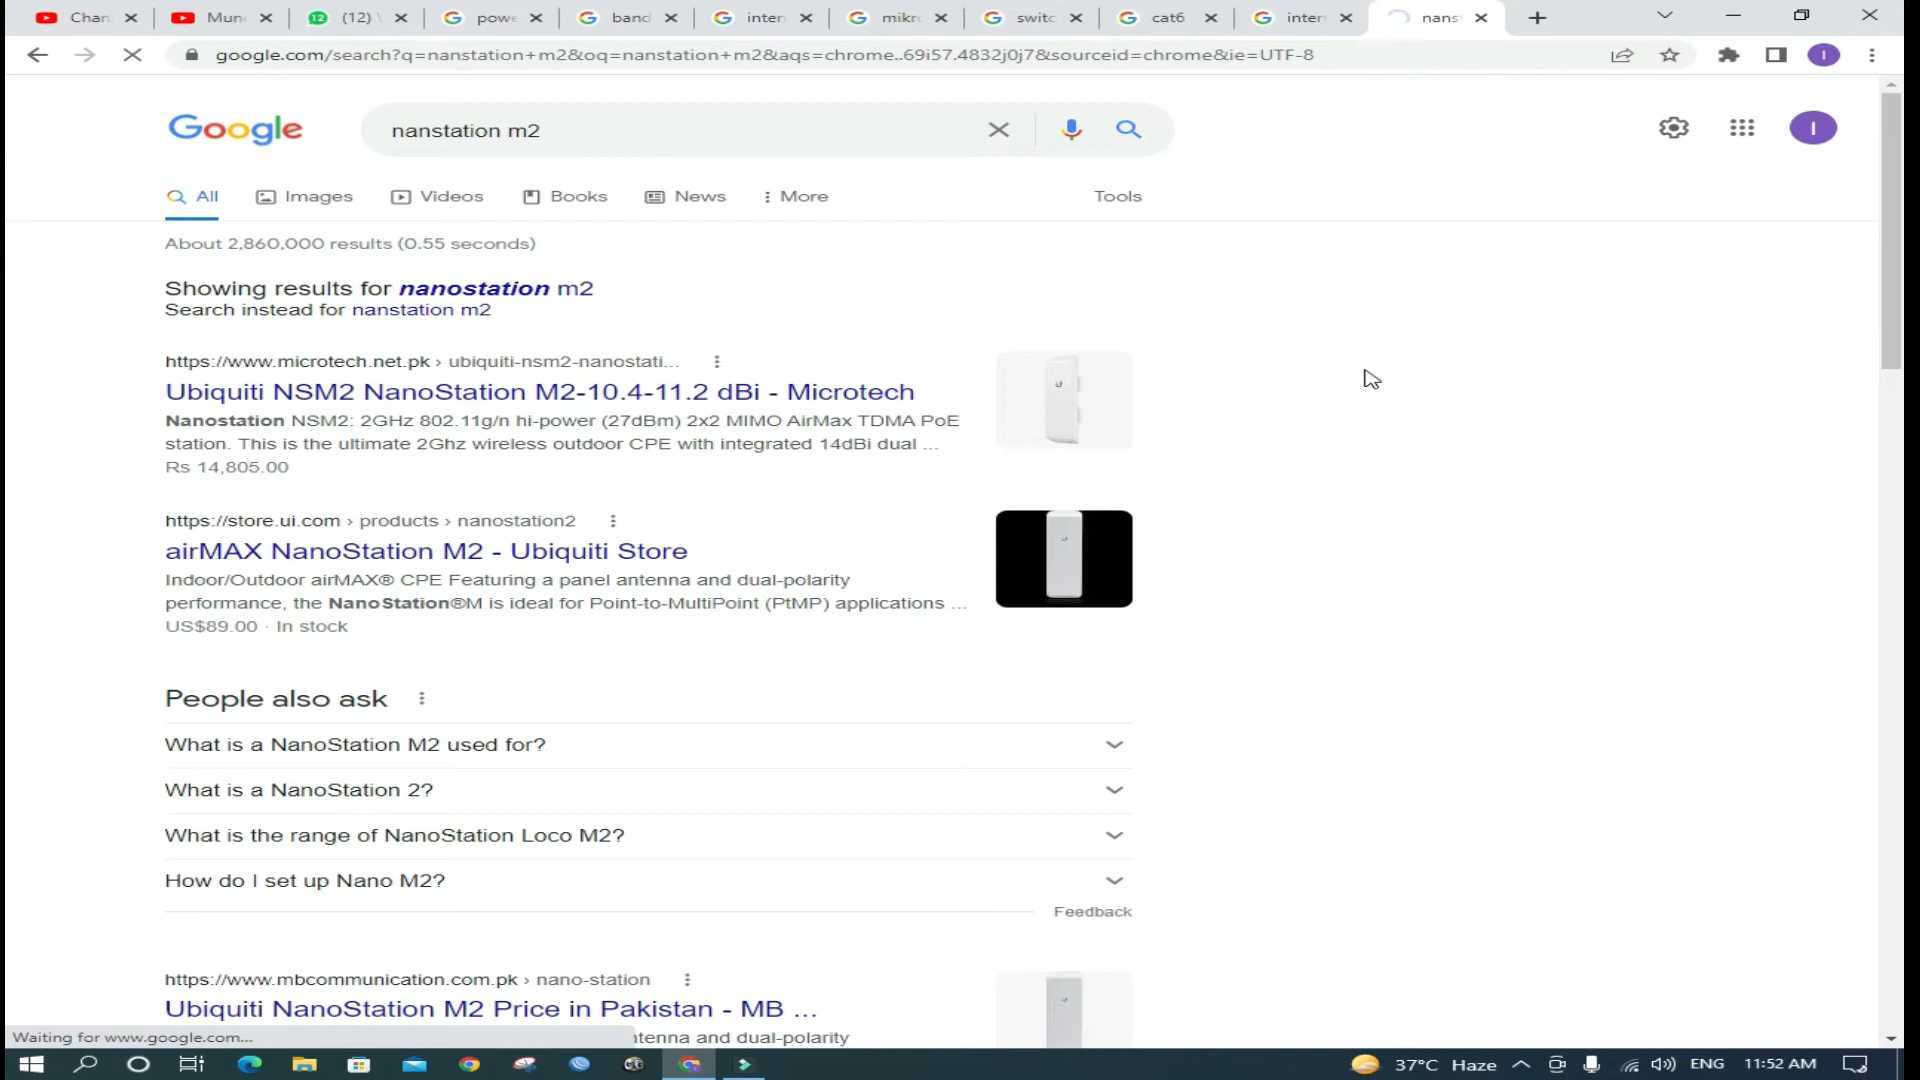 Chan
Mun
12 (12) \
powe
band
inter
mikro
switc
cat6
inter
nanst
google.com/search?q=nanstation+m2&oq=nanstation+m2&aqs=chrome..69i57.4832j0j7&sourceid=chrome&ie=UTF-8
I
Google
nanstation m2
I
All
Images
Videos
Books
News
More
Tools
About 2,860,000 results (0.55 seconds)
Showing results for nanostation m2
Search instead for nanstation m2
https://www.microtech.net.pk › ubiquiti-nsm2-nanostati...
Ubiquiti NSM2 NanoStation M2-10.4-11.2 dBi - Microtech
Nanostation NSM2: 2GHz 802.11g/n hi-power (27dBm) 2x2 MIMO AirMax TDMA PoE
station. This is the ultimate 2Ghz wireless outdoor CPE with integrated 14dBi dual ...
Rs 14,805.00
https://store.ui.com › products › nanostation2
airMAX NanoStation M2 - Ubiquiti Store
Indoor/Outdoor airMAX® CPE Featuring a panel antenna and dual-polarity
performance, the NanoStation®M is ideal for Point-to-MultiPoint (PtMP) applications ...
US$89.00 · In stock
People also ask
What is a NanoStation M2 used for?
What is a NanoStation 2?
What is the range of NanoStation Loco M2?
How do I set up Nano M2?
Feedback
https://www.mbcommunication.com.pk › nano-station
Ubiquiti NanoStation M2 Price in Pakistan - MB ...
ntenna and dual-polarity
Waiting for www.google.com...
37°C Haze
ENG
11:52 AM